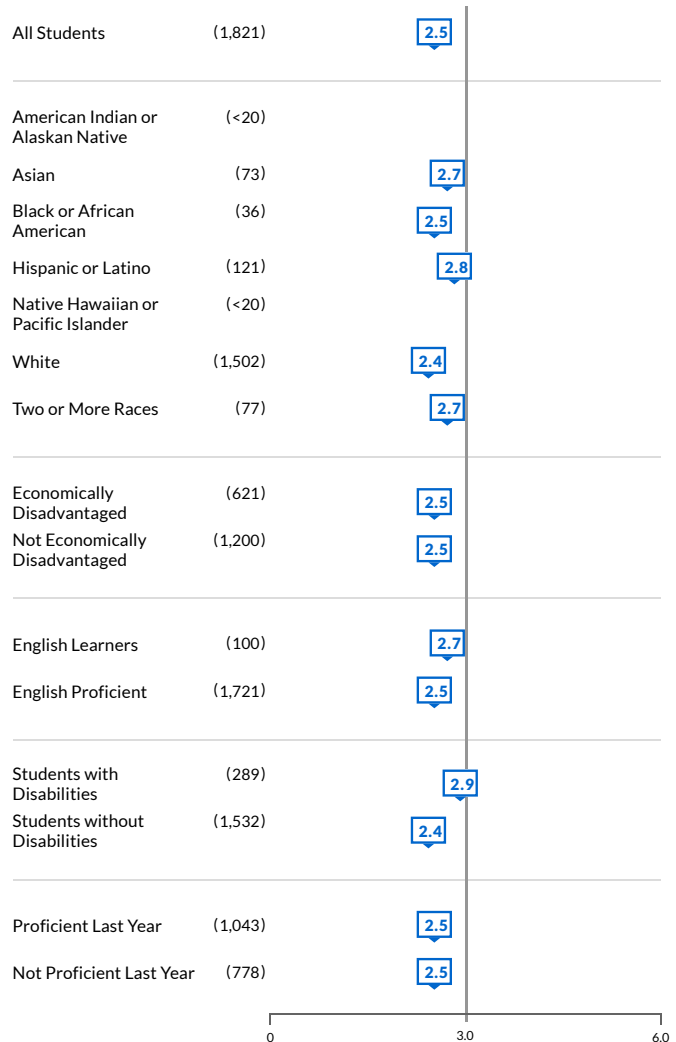 All Students (1,821) 2.5
American Indian or (<20)
Alaskan Native
Asian (73) 2.7
Black or African (36) 2.5
American
Hispanic or Latino (121) 2.8
Native Hawaiian or (<20)
Pacific Islander
White (1,502) 2.4
Two or More Races (77) 2.7
Economically (621) 2.5
Disadvantaged
Not Economically (1,200) 2.5
Disadvantaged
English Learners (100) 2.7
English Proficient (1,721) 2.5
Students with (289) 2.9
Disabilities
Students without (1,532) 2.4
Disabilities
Proficient Last Year (1,043) 2.5
Not Proficient Last Year (778) 2.5
0 3.0 6.0